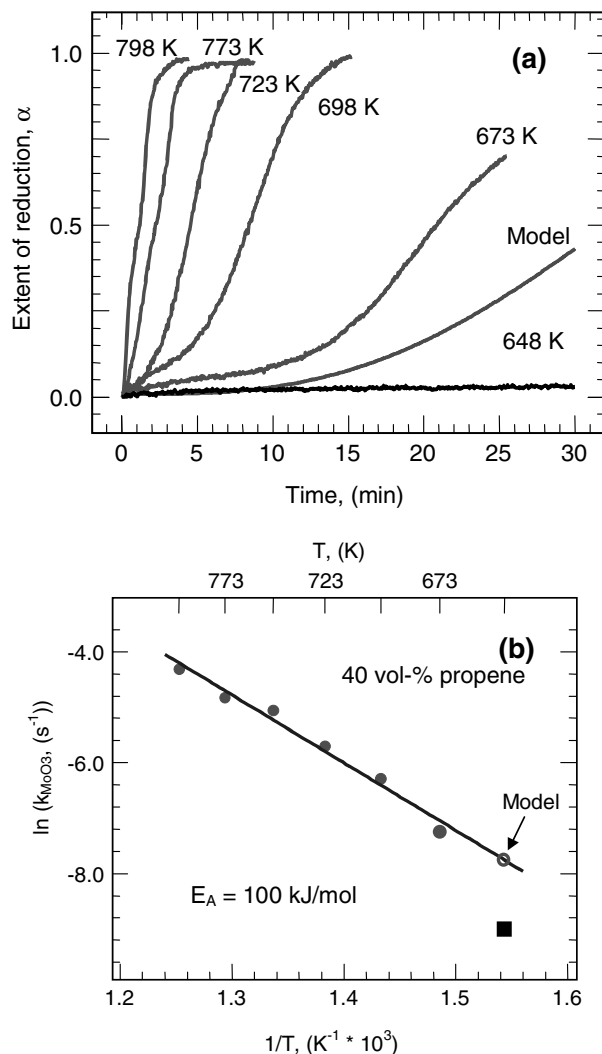 (a)
798 K
773 K
723 K
698 K
673 K
Model
648 K
1.0
0.5
0.0
Extent of reduction, α
0 5 10 15 20 25 30
Time, (min)
T, (K)
773 723 673
(b)
40 vol-% propene
-4.0
-6.0
-8.0
ln (k_MoO3, (s⁻¹))
Model
E_A = 100 kJ/mol
1.2 1.3 1.4 1.5 1.6
1/T, (K⁻¹ * 10³)